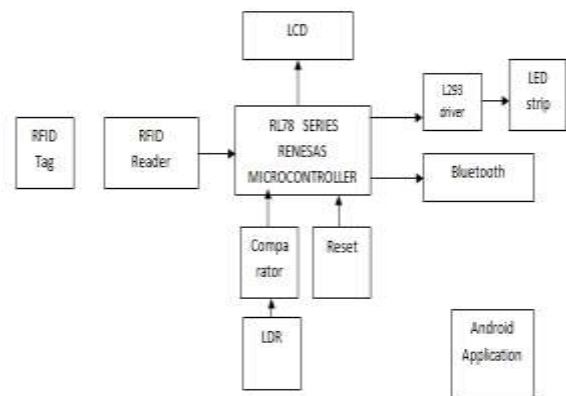 LCD
L293
driver
LED
strip
RFID
Tag
RFID
Reader
RL78 SERIES
RENESAS
MICROCONTROLLER
Bluetooth
Compa
rator
Reset
LDR
Android
Application